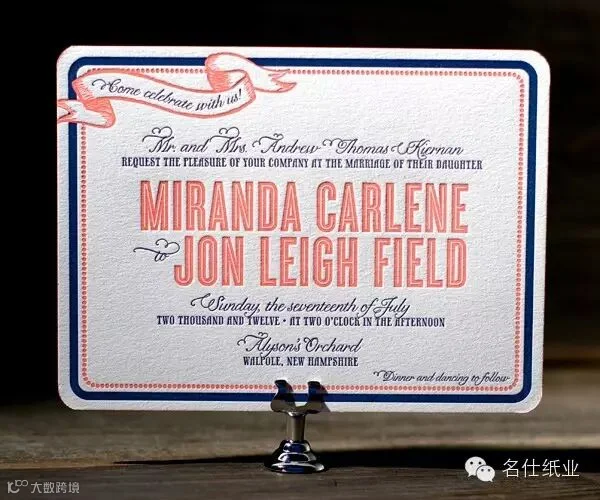 Come celebrate with us!
Mr. and Mrs. Andrew Thomas Kiernan
REQUEST THE PLEASURE OF YOUR COMPANY AT THE MARRIAGE OF THEIR DAUGHTER
MIRANDA CARLENE
to JON LEIGH FIELD
Sunday, the seventeenth of July
TWO THOUSAND AND TWELVE • AT TWO O'CLOCK IN THE AFTERNOON
Alyson's Orchard
WALPOLE, NEW HAMPSHIRE
Dinner and dancing to follow
名仕纸业
大数跨境